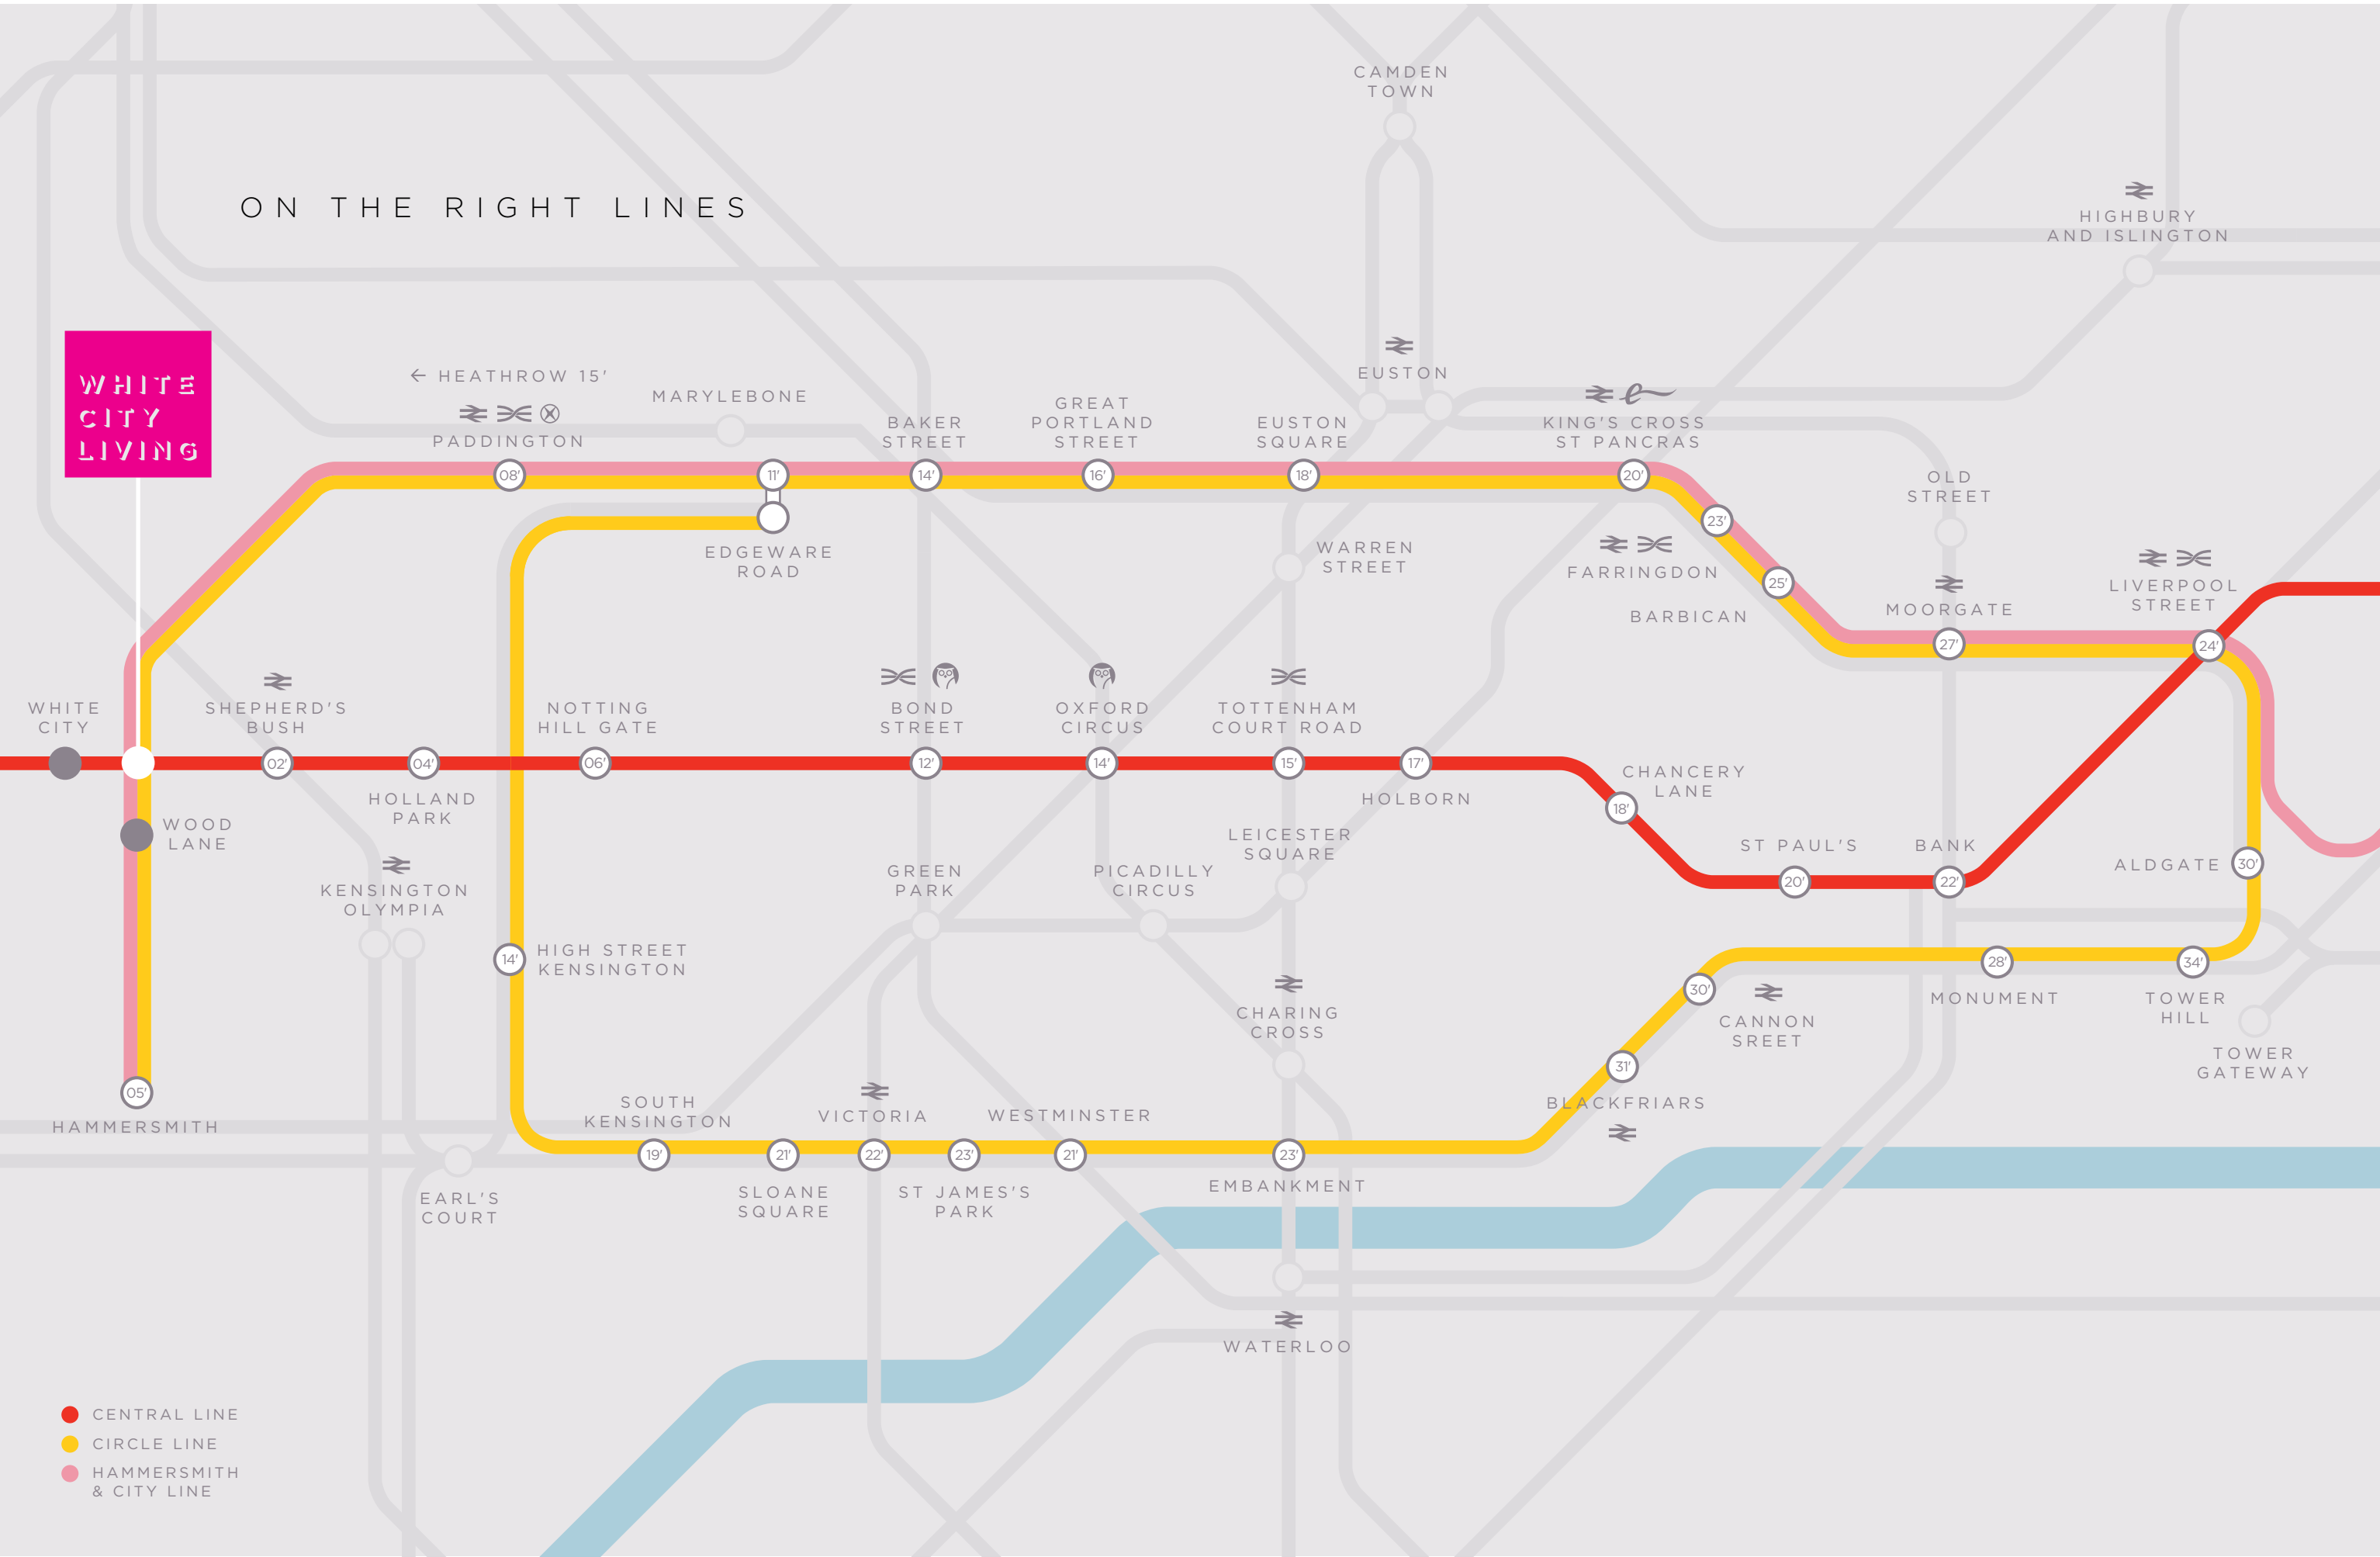 CAMDEN
TOWN
ON THE RIGHT LINES
HIGHBURY
AND ISLINGTON
WHITE
CITY
LIVING
← HEATHROW 15'
PADDINGTON
MARYLEBONE
BAKER
STREET
GREAT
PORTLAND
STREET
EUSTON
SQUARE
EUSTON
KING'S CROSS
ST PANCRAS
08'
11'
14'
16'
18'
20'
OLD
STREET
EDGEWARE
ROAD
WARREN
STREET
23'
FARRINGDON
25'
BARBICAN
MOORGATE
27'
LIVERPOOL
STREET
24'
WHITE
CITY
SHEPHERD'S
BUSH
NOTTING
HILL GATE
BOND
STREET
OXFORD
CIRCUS
TOTTENHAM
COURT ROAD
02'
04'
06'
12'
14'
15'
17'
HOLLAND
PARK
HOLBORN
CHANCERY
LANE
18'
WOOD
LANE
KENSINGTON
OLYMPIA
GREEN
PARK
PICADILLY
CIRCUS
LEICESTER
SQUARE
ST PAUL'S
20'
BANK
22'
ALDGATE
30'
14'
HIGH STREET
KENSINGTON
CHARING
CROSS
30'
CANNON
SREET
28'
MONUMENT
34'
TOWER
HILL
TOWER
GATEWAY
05'
HAMMERSMITH
31'
BLACKFRIARS
SOUTH
KENSINGTON
VICTORIA
WESTMINSTER
19'
21'
22'
23'
21'
23'
EARL'S
COURT
SLOANE
SQUARE
ST JAMES'S
PARK
EMBANKMENT
WATERLOO
CENTRAL LINE
CIRCLE LINE
HAMMERSMITH
& CITY LINE